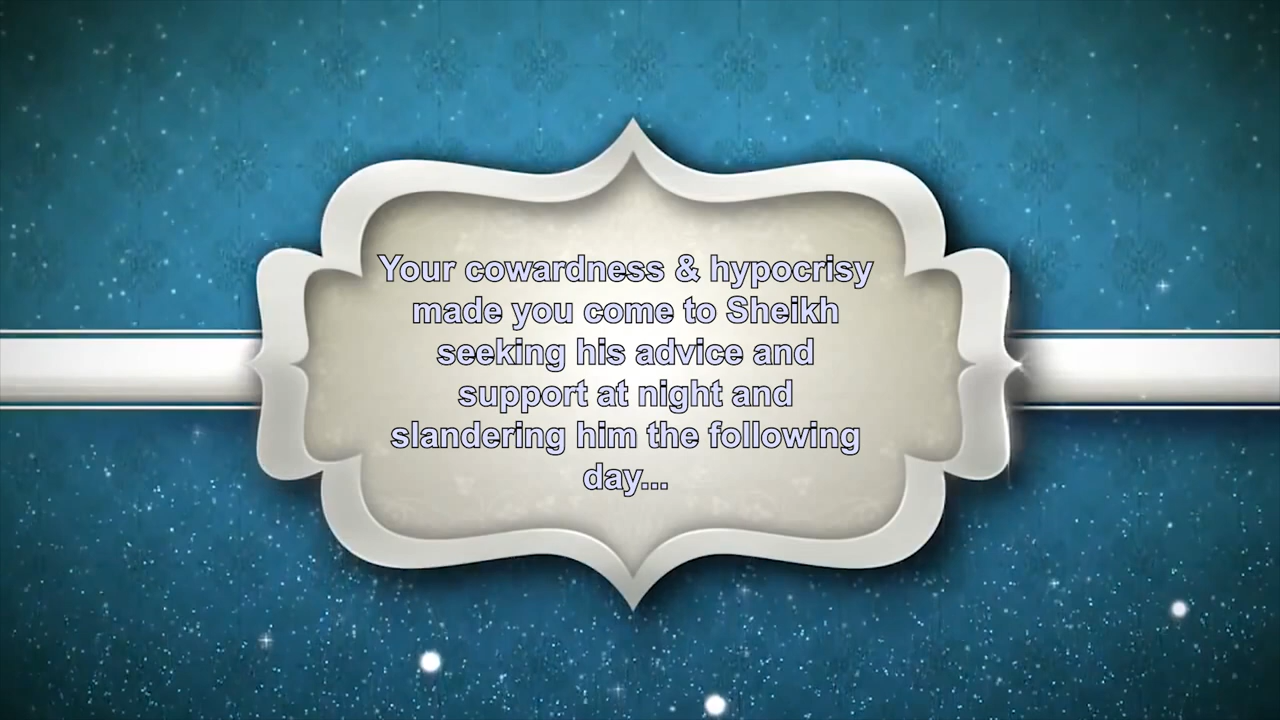 Your cowardness & hypocrisy
made you come to Sheikh
seeking his advice and
support at night and
slandering him the following
day...